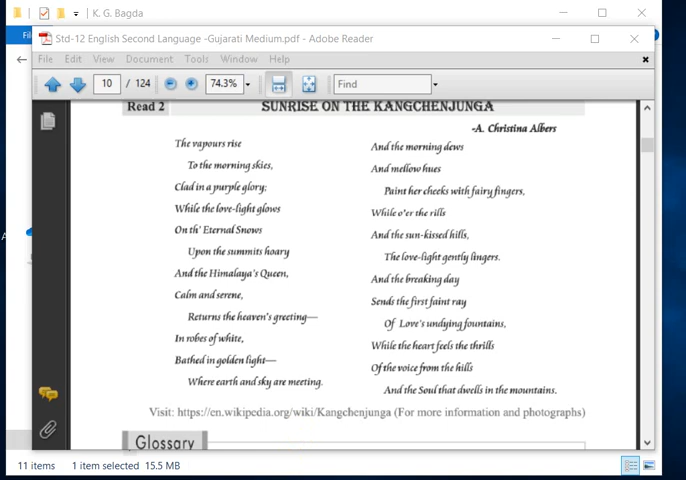 K. G. Bagda
Std-12 English Second Language -Gujarati Medium.pdf - Adobe Reader
File Edit View Document Tools Window Help
10 / 124 74.3% Find
Read 2 SUNRISE ON THE KANGCHENJUNGA
-A. Christina Albers
The vapours rise
To the morning skies,
Clad in a purple glory;
While the love-light glows
On th' Eternal Snows
Upon the summits hoary
And the Himalaya's Queen,
Calm and serene,
Returns the heaven's greeting—
In robes of white,
Bathed in golden light—
Where earth and sky are meeting.
And the morning dews
And mellow hues
Paint her cheeks with fairy fingers,
While o'er the rills
And the sun-kissed hills,
The love-light gently lingers.
And the breaking day
Sends the first faint ray
Of Love's undying fountains,
While the heart feels the thrills
Of the voice from the hills
And the Soul that dwells in the mountains.
Visit: https://en.wikipedia.org/wiki/Kangchenjunga (For more information and photographs)
Glossary
11 items 1 item selected 15.5 MB